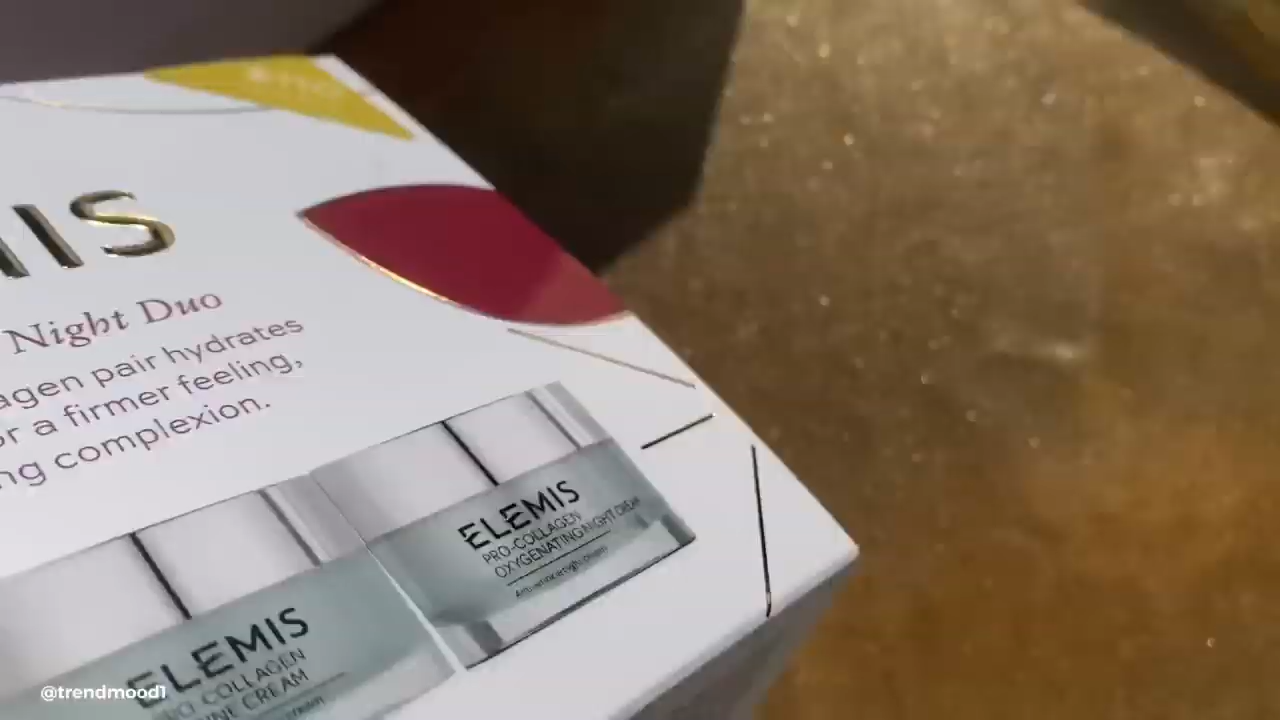 IIS
Night Duo
agen pair hydrates
or a firmer feeling,
ng complexion.
ELEMIS
PRO-COLLAGEN
OXYGENATING NIGHT CREAM
ELEMIS
PRO-COLLAGEN
INE CREAM
@trendmood1